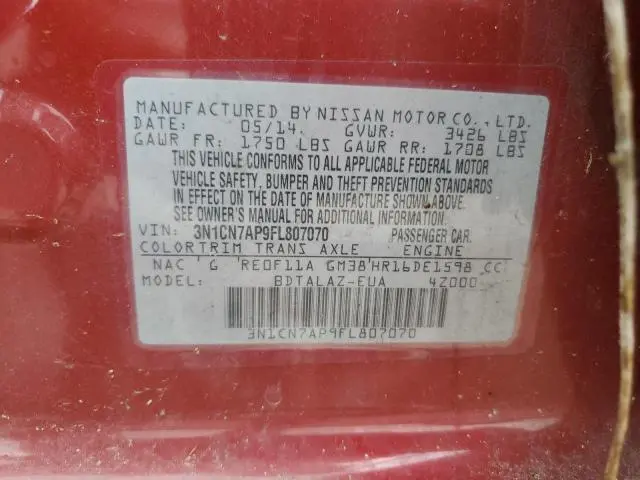 MANUFACTURED BY NISSAN MOTOR CO., LTD.
DATE: 05/14 GVWR: 3426 LBS
GAWR FR: 1750 LBS GAWR RR: 1708 LBS
THIS VEHICLE CONFORMS TO ALL APPLICABLE FEDERAL MOTOR
VEHICLE SAFETY, BUMPER AND THEFT PREVENTION STANDARDS
IN EFFECT ON THE DATE OF MANUFACTURE SHOWN ABOVE.
SEE OWNER'S MANUAL FOR ADDITIONAL INFORMATION.
VIN: 3N1CN7AP9FL807070 PASSENGER CAR.
COLOR TRIM TRANS AXLE ENGINE
NAC G RE0F11A GM38 HR16DE1598 CC
MODEL: BDTALAZ-EUA 4Z000
3N1CN7AP9FL807070